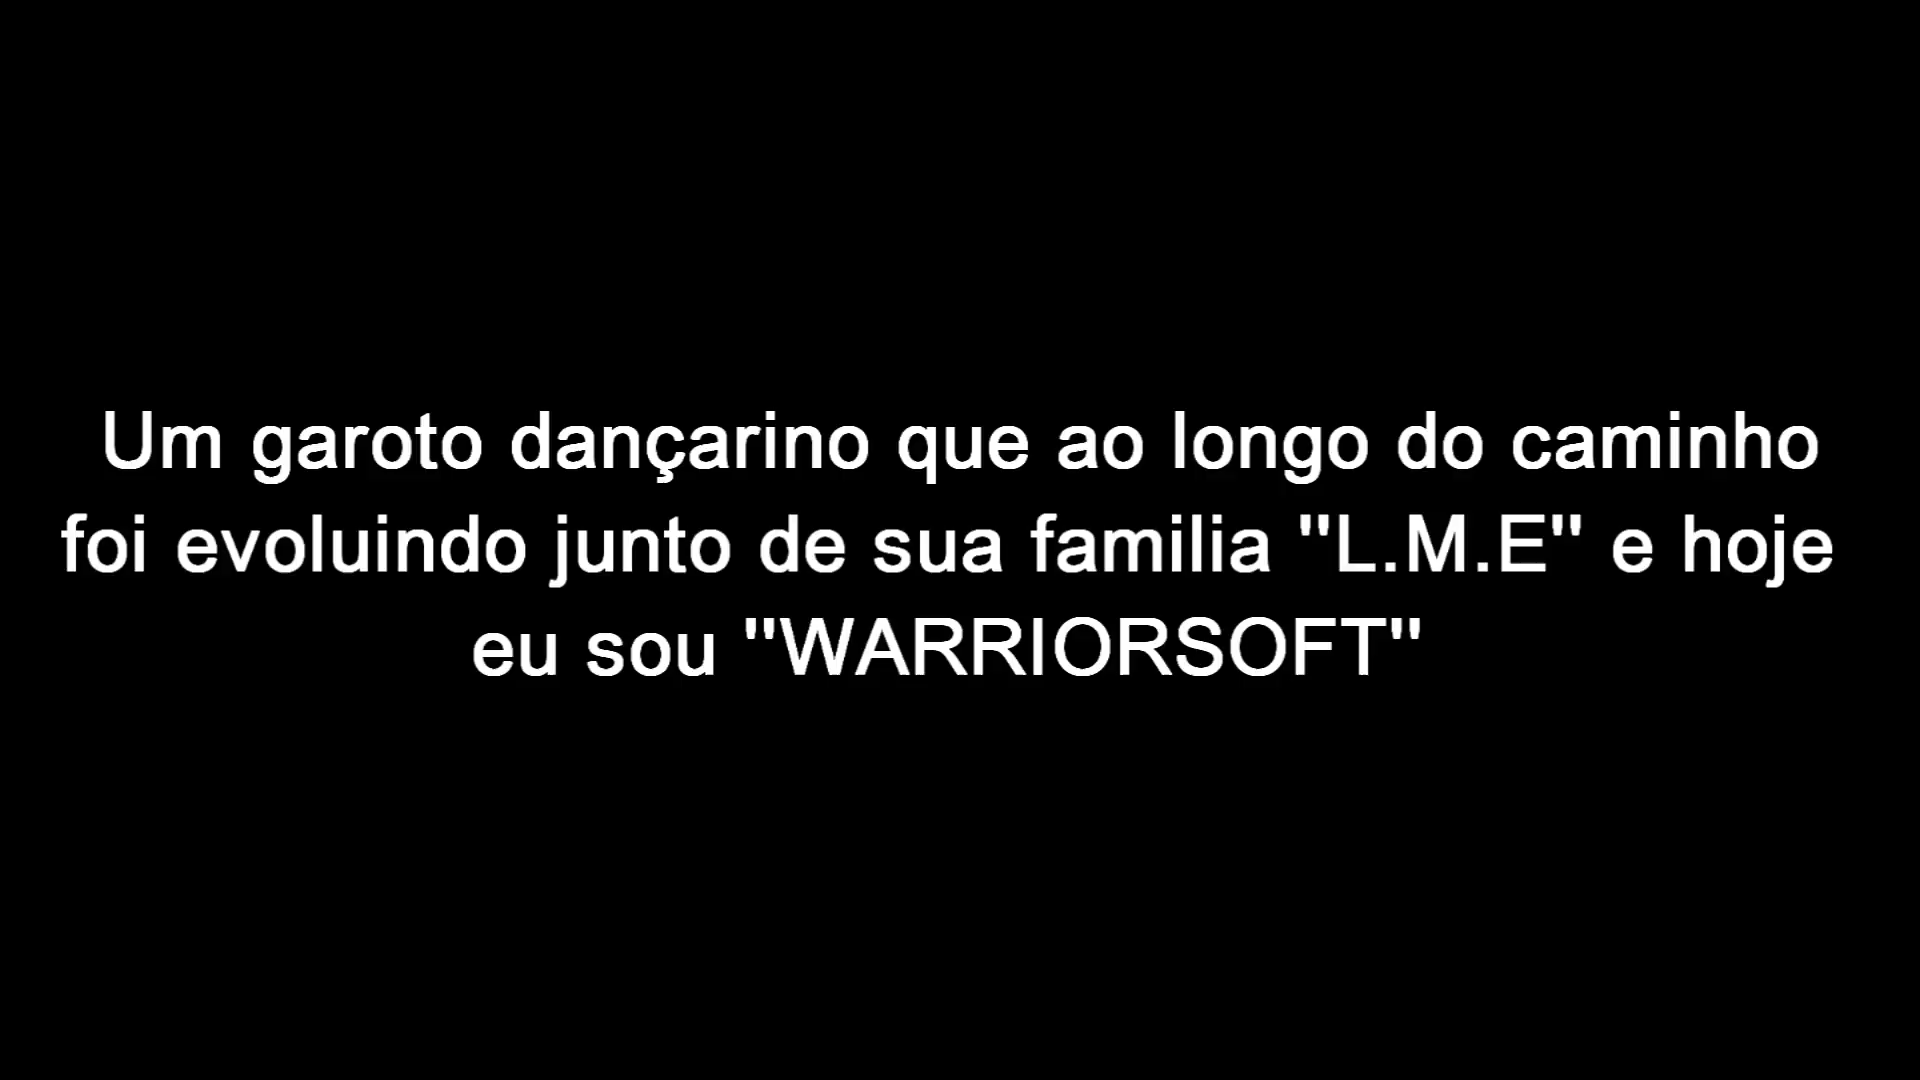 Um garoto dançarino que ao longo do caminho
foi evoluindo junto de sua familia "L.M.E" e hoje
eu sou "WARRIORSOFT"